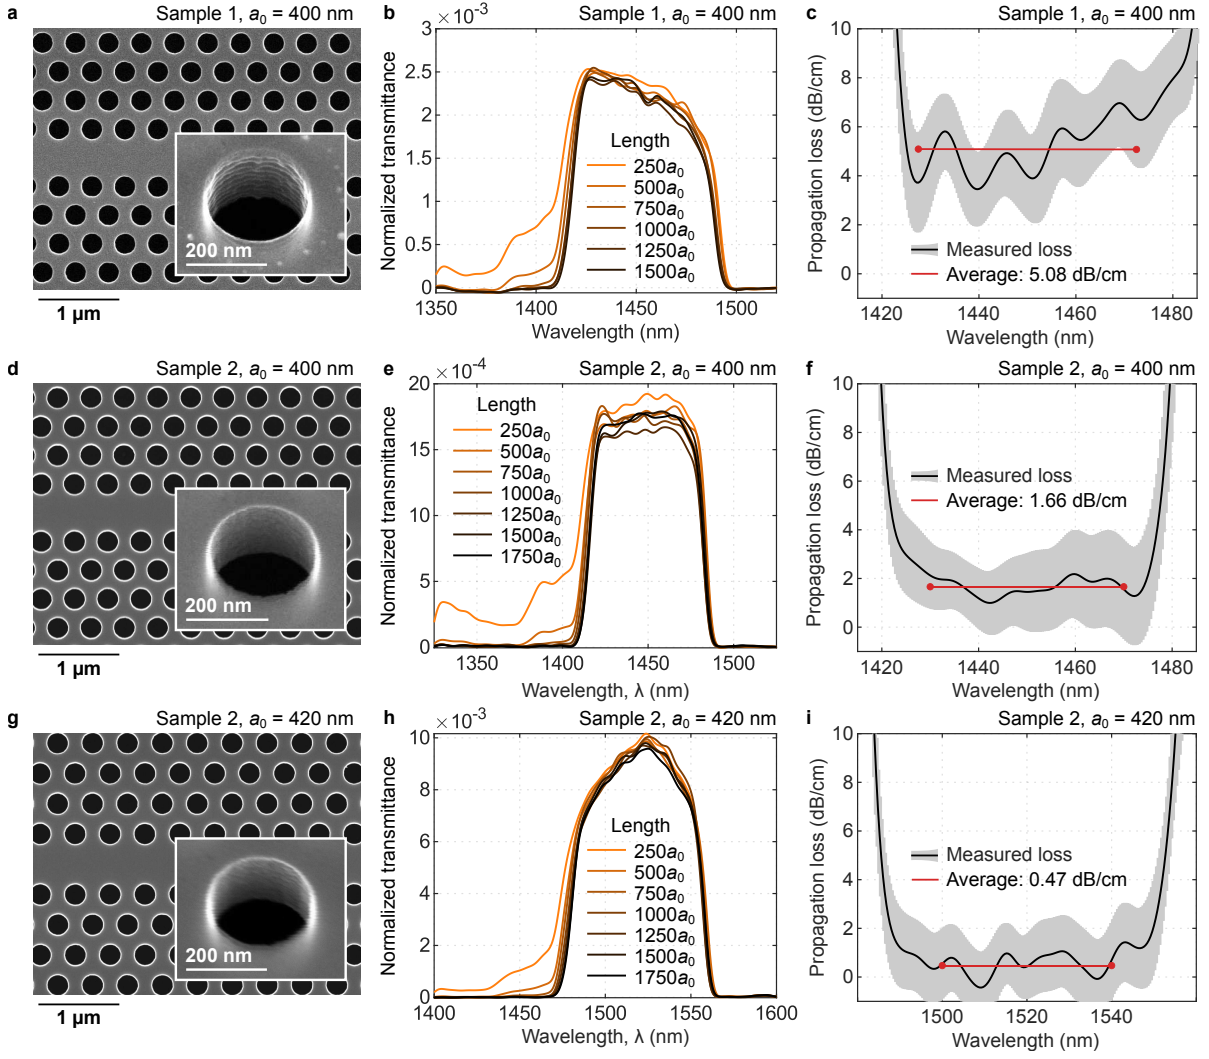 a
Sample 1, a₀ = 400 nm
200 nm
1 µm
b
Sample 1, a₀ = 400 nm
×10⁻³
Normalized transmittance
3
2.5
2
1.5
1
0.5
0
Length
250a₀
500a₀
750a₀
1000a₀
1250a₀
1500a₀
1350 1400 1450 1500
Wavelength (nm)
c
Sample 1, a₀ = 400 nm
Propagation loss (dB/cm)
10
8
6
4
2
0
Measured loss
Average: 5.08 dB/cm
1420 1440 1460 1480
Wavelength (nm)
d
Sample 2, a₀ = 400 nm
200 nm
1 µm
e
Sample 2, a₀ = 400 nm
×10⁻⁴
Normalized transmittance
20
15
10
5
0
Length
250a₀
500a₀
750a₀
1000a₀
1250a₀
1500a₀
1750a₀
1350 1400 1450 1500
Wavelength, λ (nm)
f
Sample 2, a₀ = 400 nm
Propagation loss (dB/cm)
10
8
6
4
2
0
Measured loss
Average: 1.66 dB/cm
1420 1440 1460 1480
Wavelength (nm)
g
Sample 2, a₀ = 420 nm
200 nm
1 µm
h
Sample 2, a₀ = 420 nm
×10⁻³
Normalized transmittance
10
8
6
4
2
0
Length
250a₀
500a₀
750a₀
1000a₀
1250a₀
1500a₀
1750a₀
1400 1450 1500 1550 1600
Wavelength, λ (nm)
i
Sample 2, a₀ = 420 nm
Propagation loss (dB/cm)
10
8
6
4
2
0
Measured loss
Average: 0.47 dB/cm
1500 1520 1540
Wavelength (nm)